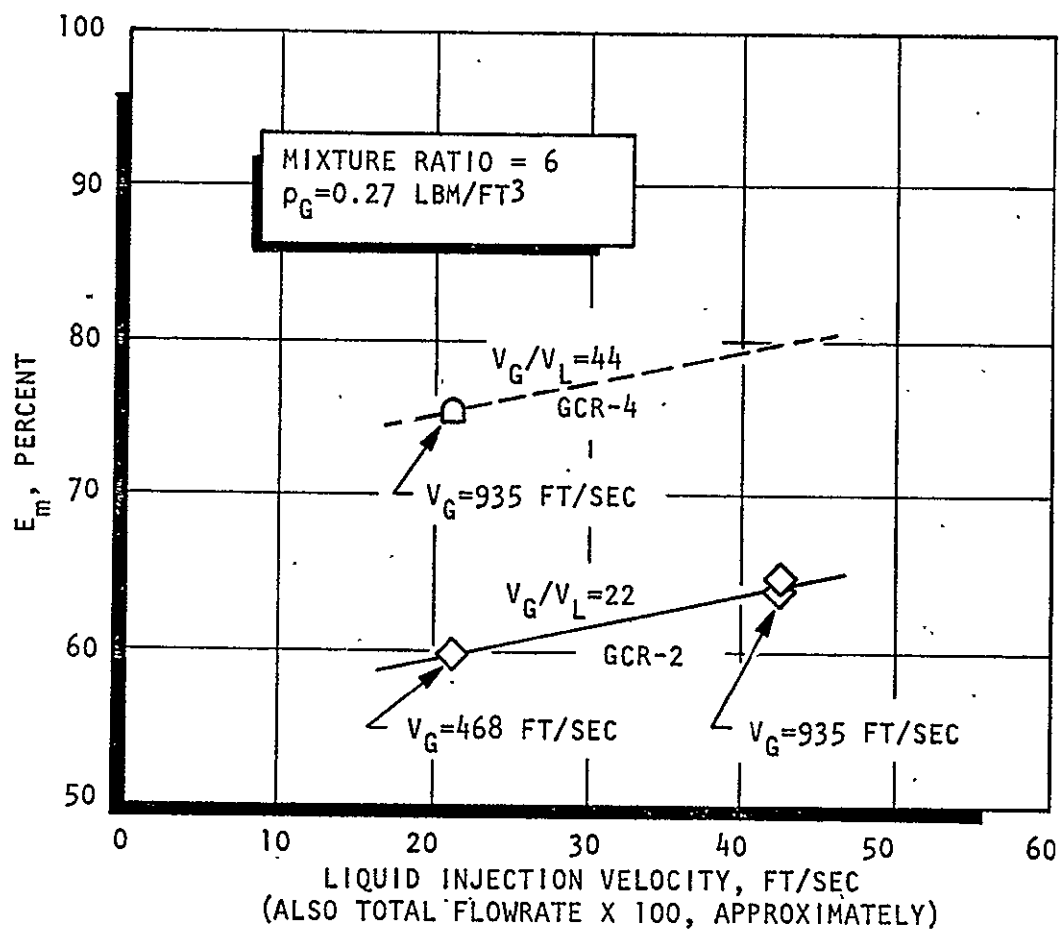 100
MIXTURE RATIO = 6
ρG=0.27 LBM/FT3
90
80
VG/VL=44
GCR-4
Em, PERCENT
VG=935 FT/SEC
70
VG/VL=22
60
GCR-2
VG=468 FT/SEC
VG=935 FT/SEC
50
0 10 20 30 40 50 60
LIQUID INJECTION VELOCITY, FT/SEC
(ALSO TOTAL FLOWRATE X 100, APPROXIMATELY)